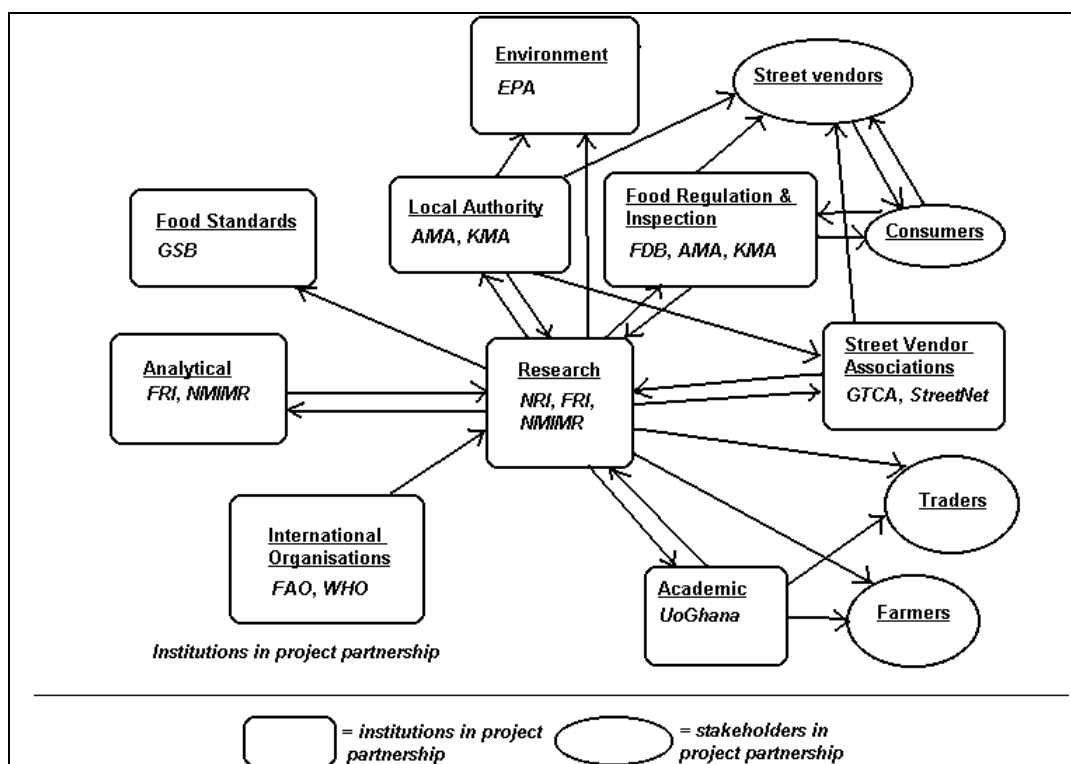 Environment
EPA
Street vendors
Food Standards
GSB
Local Authority
AMA, KMA
Food Regulation &
Inspection
FDB, AMA, KMA
Consumers
Analytical
FRI, NMIMR
Research
NRI, FRI,
NMIMR
Street Vendor
Associations
GTCA, StreetNet
Traders
International
Organisations
FAO, WHO
Academic
UoGhana
Farmers
Institutions in project partnership
= institutions in project
partnership
= stakeholders in
project partnership